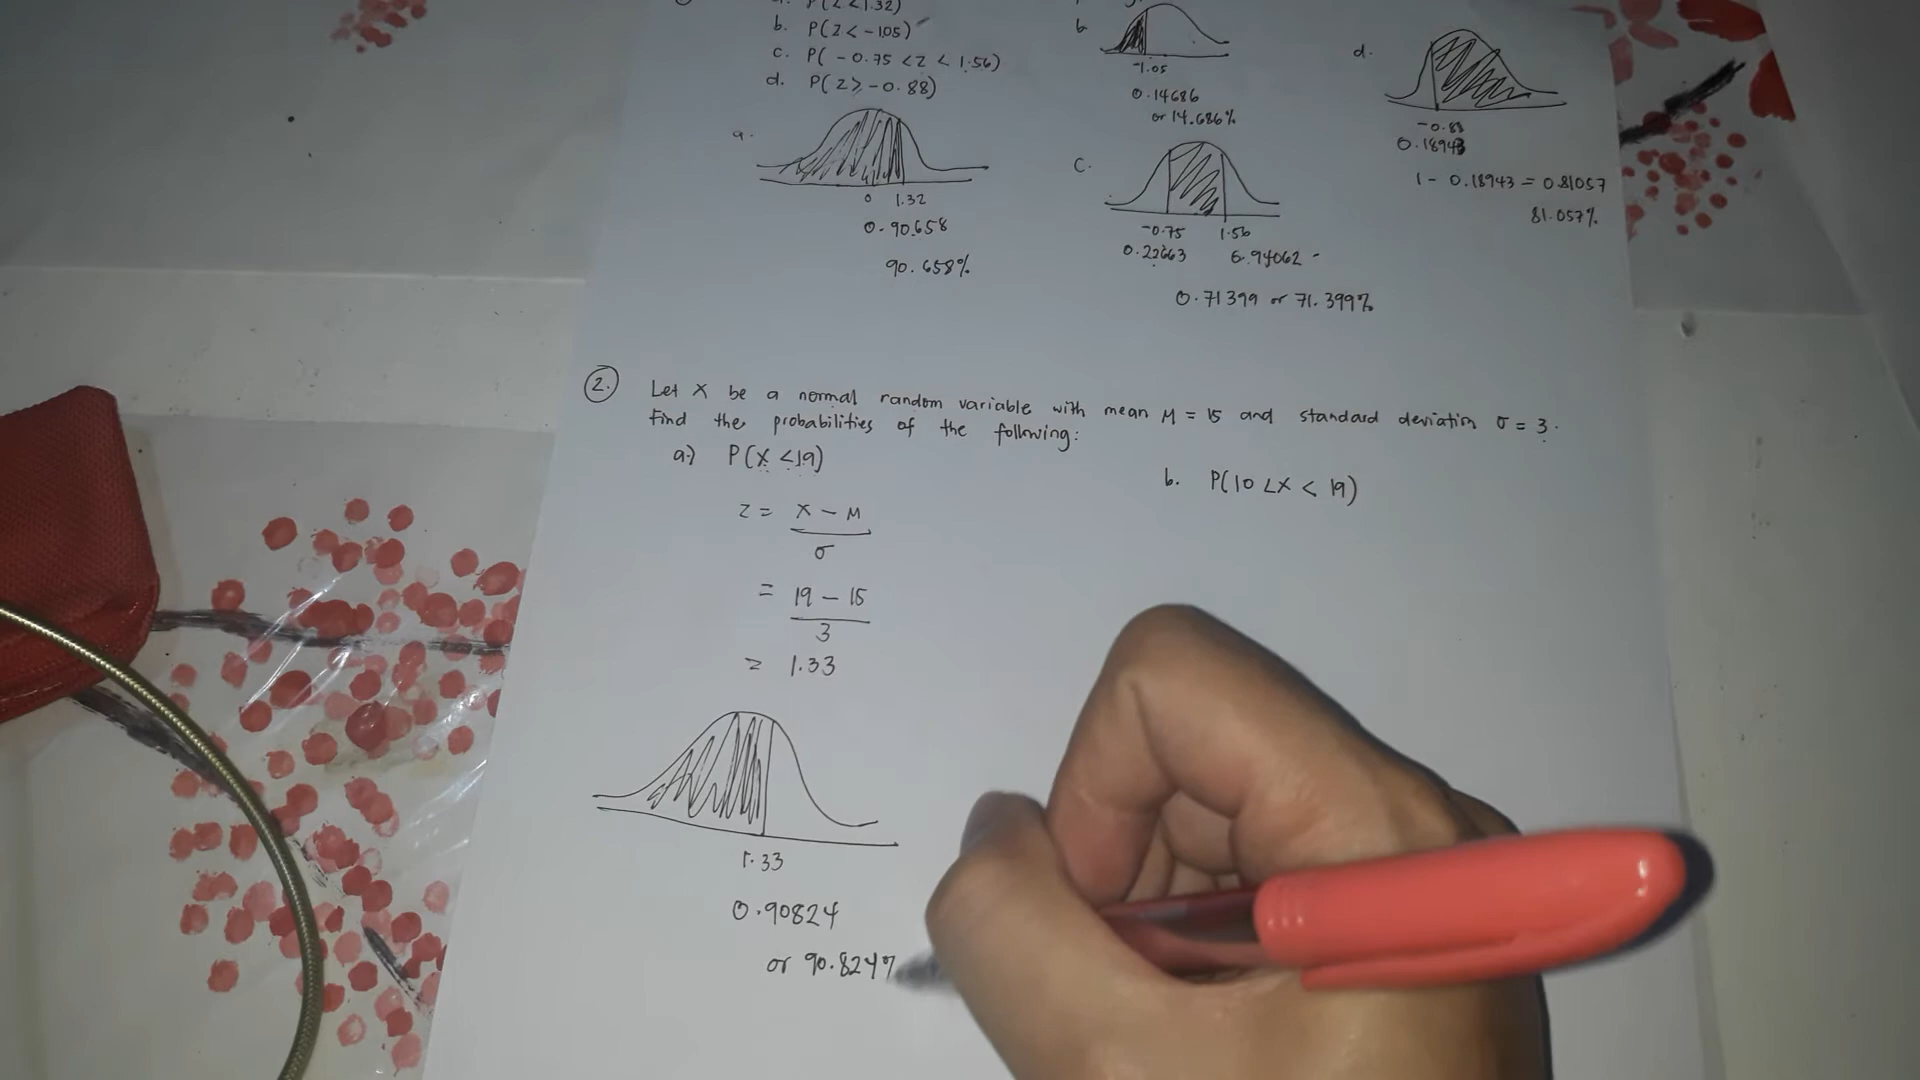 P(Z < 1.32)
b. P(Z < -1.05)
c. P( -0.75 < Z < 1.56)
d. P( Z ≥ -0.88)
a.
0 1.32
0.90658
90.658%
b.
-1.05
0.14686
or 14.686%
c.
-0.75 1.56
0.22663 0.94062 -
0.71399 or 71.399%
d.
-0.88
0.18943
1 - 0.18943 = 0.81057
81.057%
2. Let X be a normal random variable with mean M = 15 and standard deviation σ = 3.
Find the probabilities of the following:
a.) P(X < 19)
z = X - M
σ
= 19 - 15
3
= 1.33
1.33
0.90824
or 90.824%
b. P(10 < X < 19)